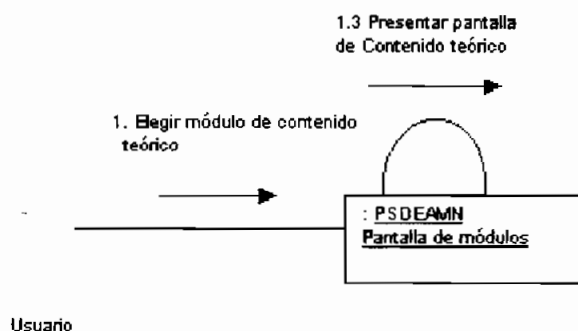 1.3 Presentar pantalla
de Contenido teórico
1. Elegir módulo de contenido
teórico
: PSDEAMN
Pantalla de módulos
Usuario